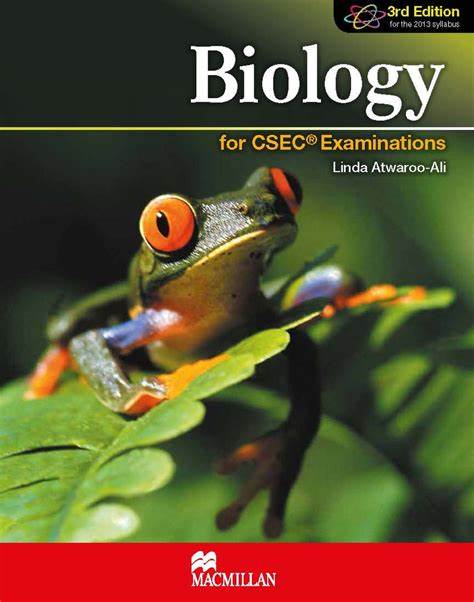 3rd Edition
for the 2013 syllabus
Biology
for CSEC® Examinations
Linda Atwaroo-Ali
MACMILLAN